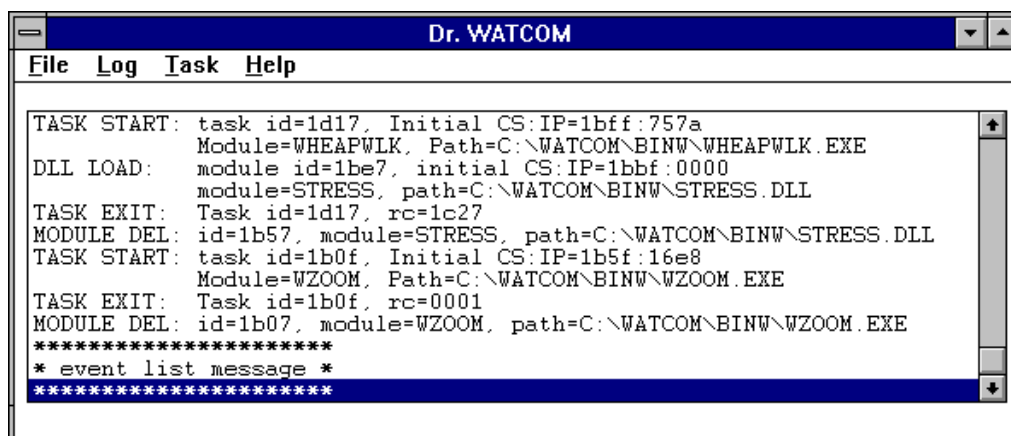 Dr. WATCOM
File Log Task Help
TASK START: task id=1d17, Initial CS:IP=1bff:757a
Module=WHEAPWLK, Path=C:\WATCOM\BINW\WHEAPWLK.EXE
DLL LOAD: module id=1be7, initial CS:IP=1bbf:0000
module=STRESS, path=C:\WATCOM\BINW\STRESS.DLL
TASK EXIT: Task id=1d17, rc=1c27
MODULE DEL: id=1b57, module=STRESS, path=C:\WATCOM\BINW\STRESS.DLL
TASK START: task id=1b0f, Initial CS:IP=1b5f:16e8
Module=WZOOM, Path=C:\WATCOM\BINW\WZOOM.EXE
TASK EXIT: Task id=1b0f, rc=0001
MODULE DEL: id=1b07, module=WZOOM, path=C:\WATCOM\BINW\WZOOM.EXE
**********************
* event list message *
**********************